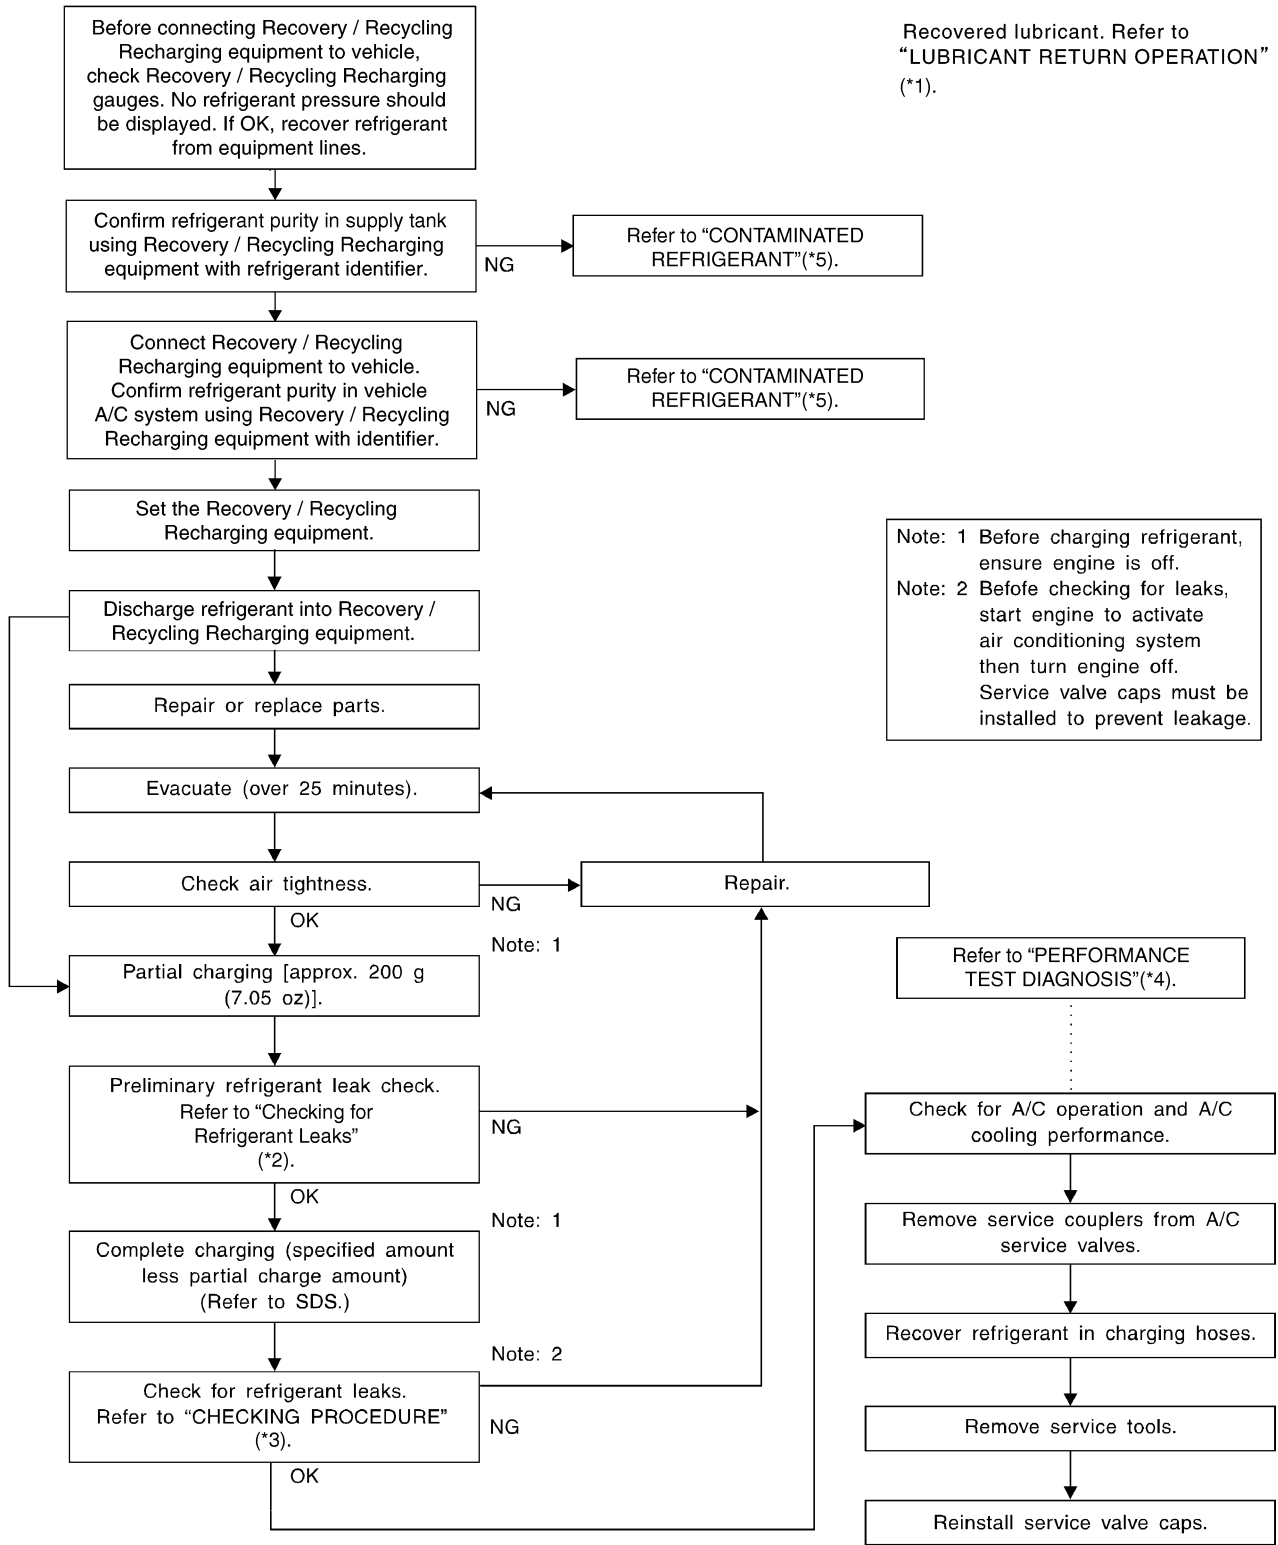 Before connecting Recovery / Recycling
Recharging equipment to vehicle,
check Recovery / Recycling Recharging
gauges. No refrigerant pressure should
be displayed. If OK, recover refrigerant
from equipment lines.
Recovered lubricant. Refer to
“LUBRICANT RETURN OPERATION”
(*1).
Confirm refrigerant purity in supply tank
using Recovery / Recycling Recharging
equipment with refrigerant identifier.
NG
Refer to “CONTAMINATED
REFRIGERANT”(*5).
Connect Recovery / Recycling
Recharging equipment to vehicle.
Confirm refrigerant purity in vehicle
A/C system using Recovery / Recycling
Recharging equipment with identifier.
NG
Refer to “CONTAMINATED
REFRIGERANT”(*5).
Set the Recovery / Recycling
Recharging equipment.
Note: 1 Before charging refrigerant,
ensure engine is off.
Note: 2 Befofe checking for leaks,
start engine to activate
air conditioning system
then turn engine off.
Service valve caps must be
installed to prevent leakage.
Discharge refrigerant into Recovery /
Recycling Recharging equipment.
Repair or replace parts.
Evacuate (over 25 minutes).
Check air tightness.
NG
Repair.
OK
Note: 1
Partial charging [approx. 200 g
(7.05 oz)].
Preliminary refrigerant leak check.
Refer to “Checking for
Refrigerant Leaks”
(*2).
NG
OK
Note: 1
Complete charging (specified amount
less partial charge amount)
(Refer to SDS.)
Note: 2
Check for refrigerant leaks.
Refer to “CHECKING PROCEDURE”
(*3).
NG
OK
Refer to “PERFORMANCE
TEST DIAGNOSIS”(*4).
Check for A/C operation and A/C
cooling performance.
Remove service couplers from A/C
service valves.
Recover refrigerant in charging hoses.
Remove service tools.
Reinstall service valve caps.